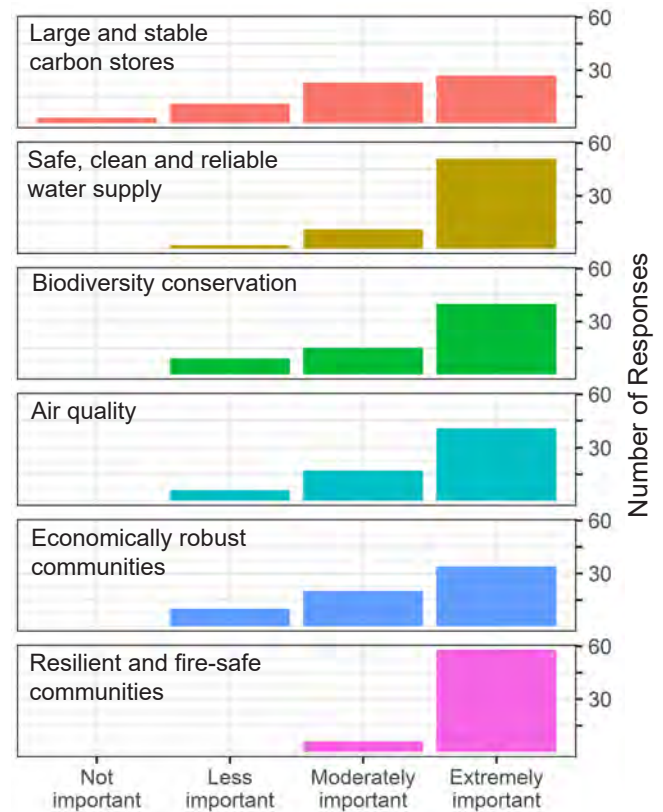 Large and stable
carbon stores
60
30
Safe, clean and reliable
water supply
60
30
Biodiversity conservation
60
30
Air quality
60
30
Economically robust
communities
60
30
Resilient and fire-safe
communities
60
30
Number of Responses
Not
important
Less
important
Moderately
important
Extremely
important